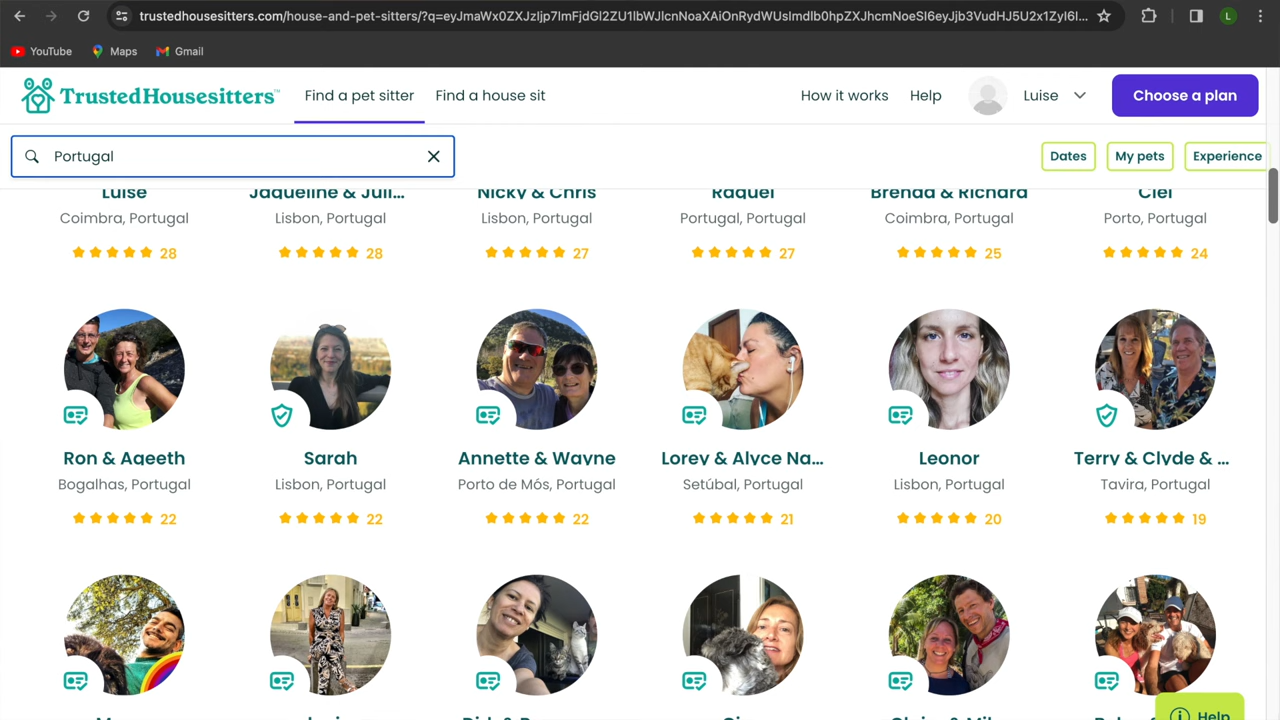 trustedhousesitters.com/house-and-pet-sitters/?q=eyJmaWx0ZXJzIjp7ImFjdGl2ZU1lbWJlcnNoaXAiOnRydWUsImdlb0hpZXJhcmNoeSI6eyJjb3VudHJ5U2x1ZyI6I...
L
YouTube
Maps
Gmail
TrustedHousesitters™
Find a pet sitter
Find a house sit
How it works
Help
Luise
Choose a plan
Portugal
Dates
My pets
Experience
Luise
Jaqueline & Juli...
Nicky & Chris
Raquel
Brenda & Richard
Ciel
Coimbra, Portugal
Lisbon, Portugal
Lisbon, Portugal
Portugal, Portugal
Coimbra, Portugal
Porto, Portugal
28
28
27
27
25
24
Ron & Ageeth
Sarah
Annette & Wayne
Lorey & Alyce Na...
Leonor
Terry & Clyde & ...
Bogalhas, Portugal
Lisbon, Portugal
Porto de Mós, Portugal
Setúbal, Portugal
Lisbon, Portugal
Tavira, Portugal
22
22
22
21
20
19
Help